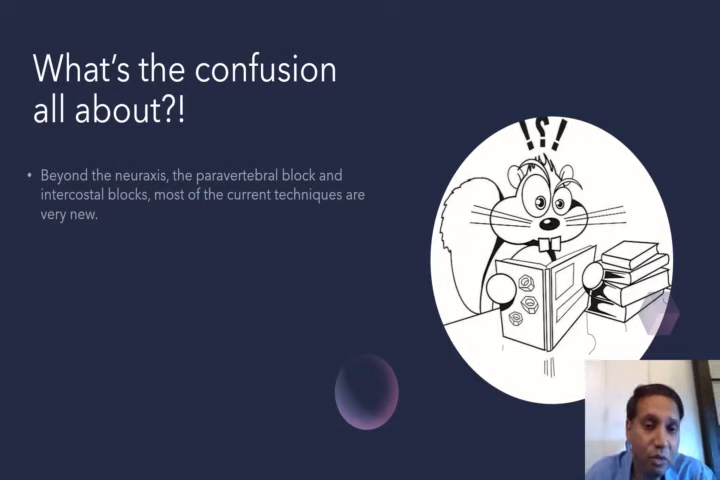 What's the confusion
all about?!
• Beyond the neuraxis, the paravertebral block and
intercostal blocks, most of the current techniques are
very new.
!?!